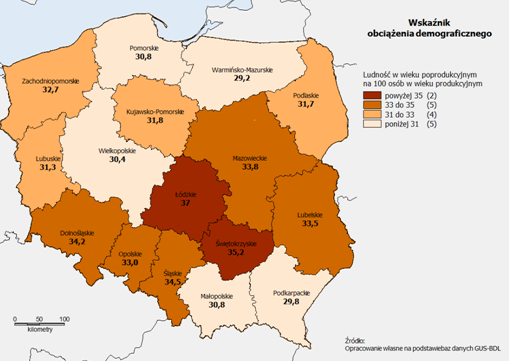 Wskaźnik
obciążenia demograficznego
Ludność w wieku poprodukcyjnym
na 100 osób w wieku produkcyjnym
powyżej 35 (2)
33 do 35 (5)
31 do 33 (4)
poniżej 31 (5)
Pomorskie
30,8
Warmińsko-Mazurskie
29,2
Zachodniopomorskie
32,7
Podlaskie
31,7
Kujawsko-Pomorskie
31,8
Wielkopolskie
30,4
Mazowieckie
33,8
Lubuskie
31,3
Łódzkie
37
Lubelskie
33,5
Dolnośląskie
34,2
Świętokrzyskie
35,2
Opolskie
33,0
Śląskie
34,5
Małopolskie
30,8
Podkarpackie
29,8
0 50 100
kilometry
Źródło:
Opracowanie własne na podstawiebaz danych GUS-BDL